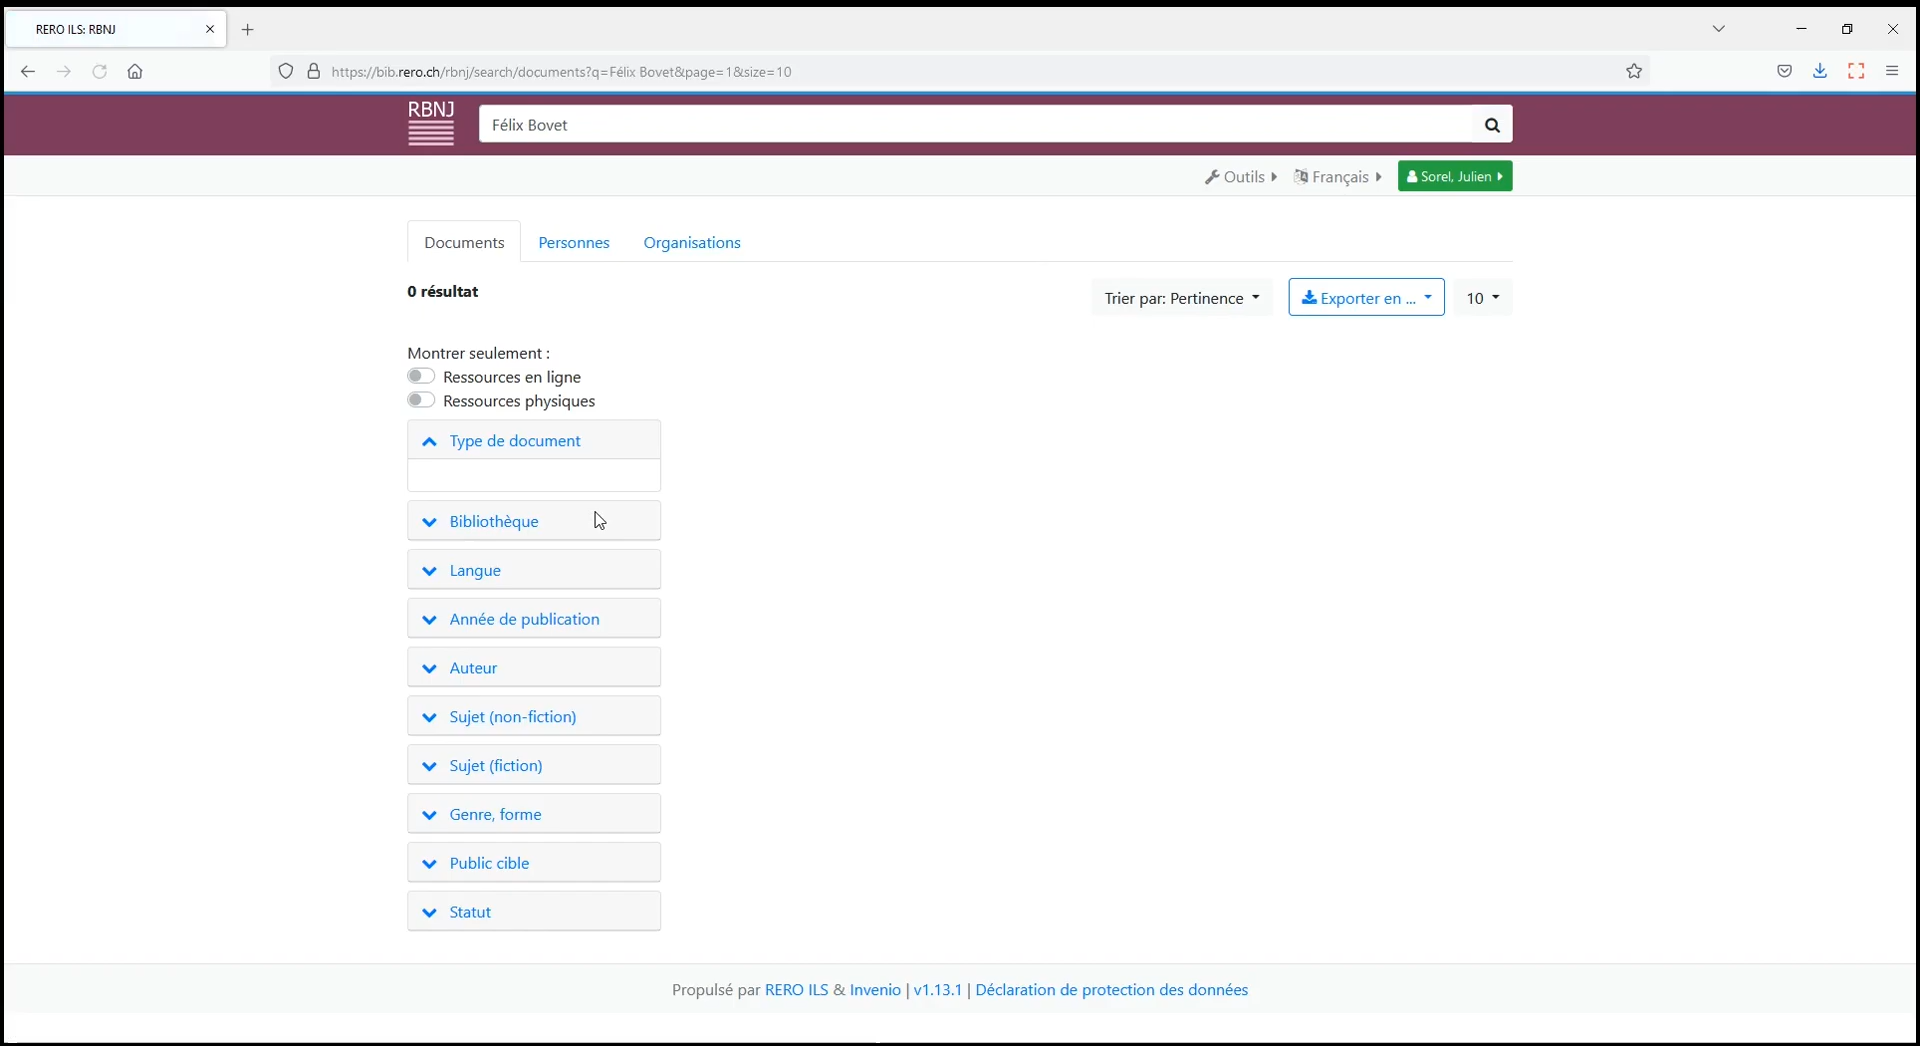 RERO ILS: RBNJ
https://bib.rero.ch/rbnj/search/documents?q=Félix Bovet&page=1&size=10
RBNJ
Félix Bovet
Outils
Français
Sorel, Julien
Documents
Personnes
Organisations
0 résultat
Trier par: Pertinence
Exporter en ...
10
Montrer seulement :
Ressources en ligne
Ressources physiques
Type de document
Bibliothèque
Langue
Année de publication
Auteur
Sujet (non-fiction)
Sujet (fiction)
Genre, forme
Public cible
Statut
Propulsé par RERO ILS & Invenio | v1.13.1 | Déclaration de protection des données